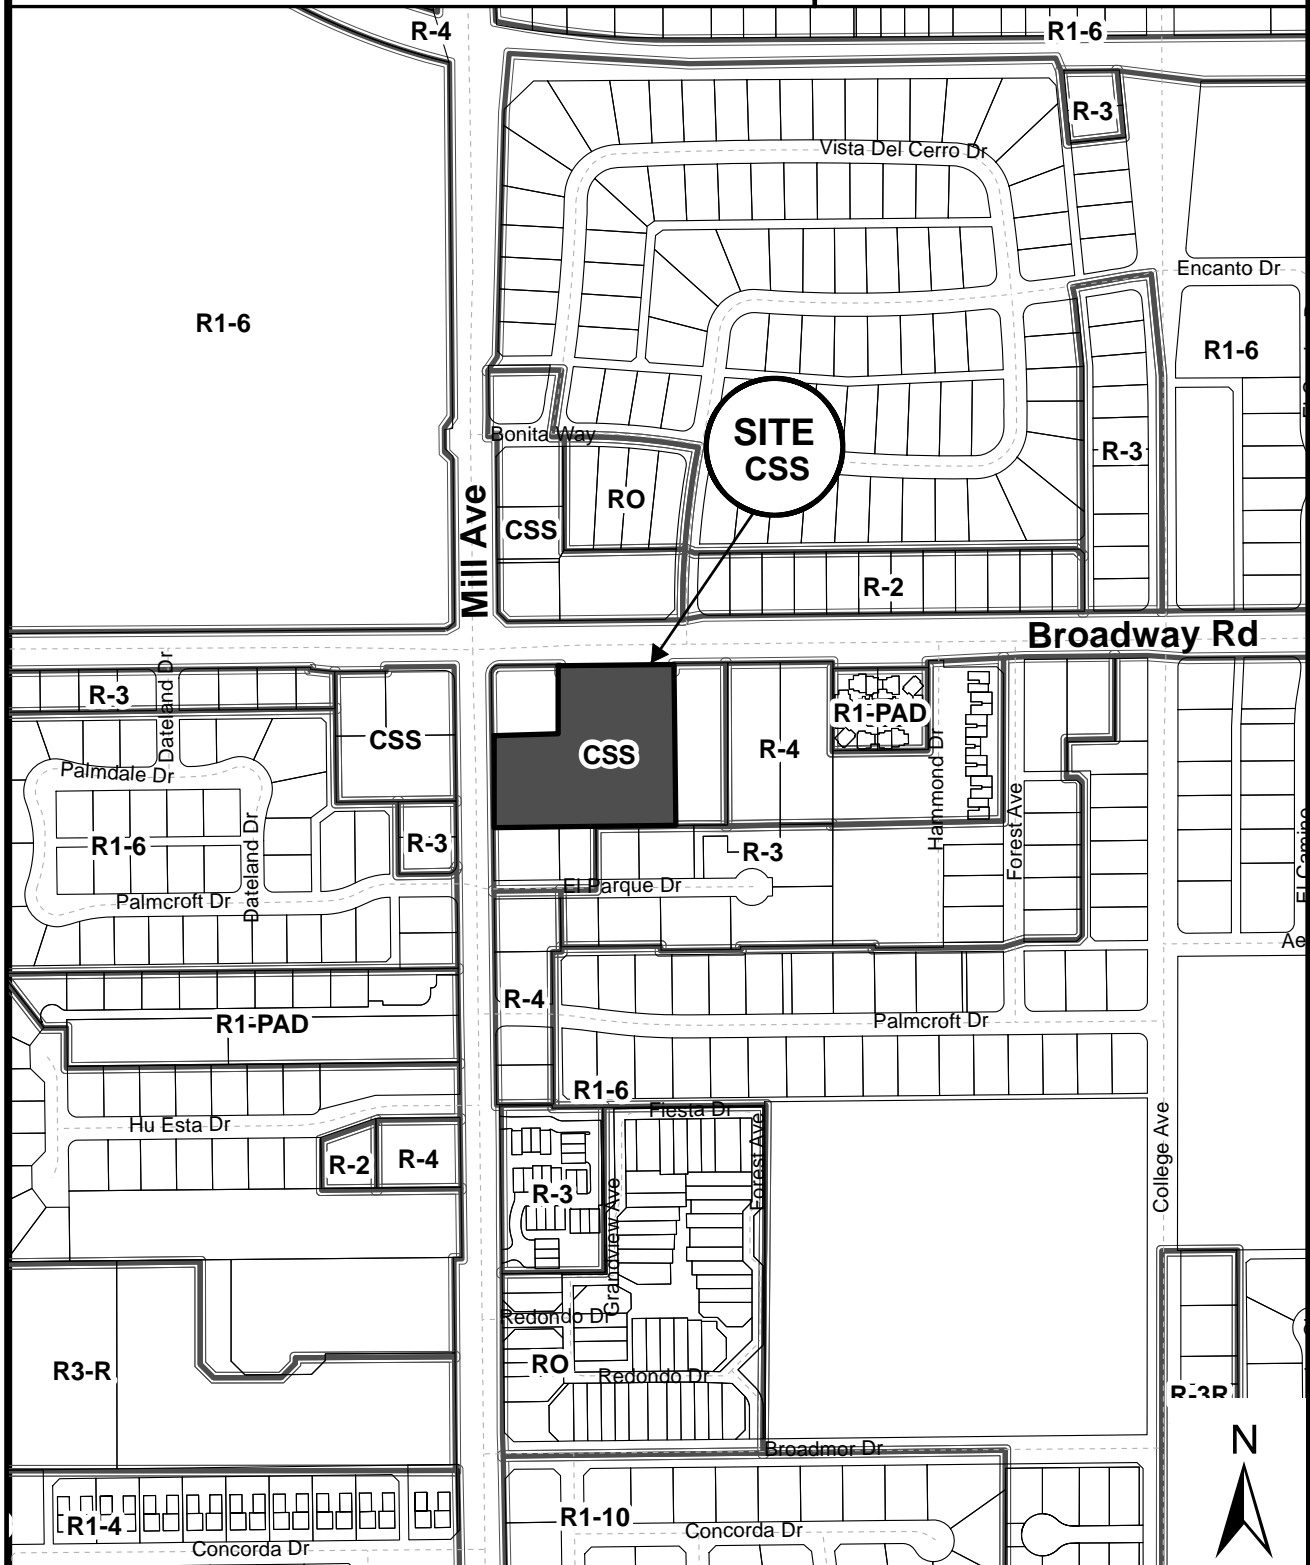 R-4
R1-6
R-3
Vista Del Cerro Dr
Encanto Dr
R1-6
R1-6
SITE
CSS
Bonita Way
R-3
RO
CSS
Mill Ave
R-2
Broadway Rd
R-3
Dateland Dr
CSS
R1-PAD
CSS
R-4
Hammond Dr
Palmdale Dr
R1-6
Dateland Dr
R-3
R-3
Forest Ave
El Camino
El Parque Dr
Palmcroft Dr
Ae
R-4
R1-PAD
Palmcroft Dr
R1-6
Fiesta Dr
Hu Esta Dr
Forest Ave
College Ave
R-2
R-4
R-3
Grandview Ave
Redondo Dr
RO
R3-R
Redondo Dr
R-3R
Broadmor Dr
N
R1-4
R1-10
Concorda Dr
Concorda Dr